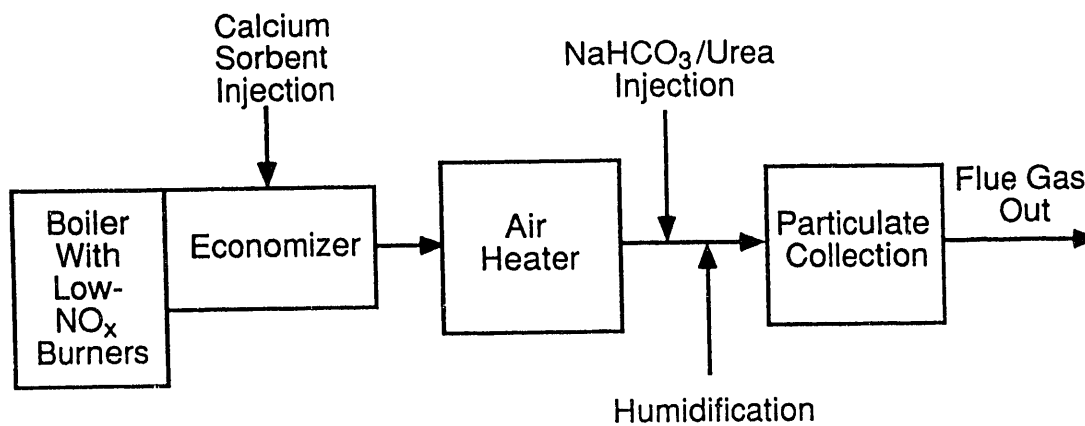 Calcium
Sorbent
Injection
NaHCO₃/Urea
Injection
Boiler
With
Low-
NOₓ
Burners
Economizer
Air
Heater
Particulate
Collection
Flue Gas
Out
Humidification